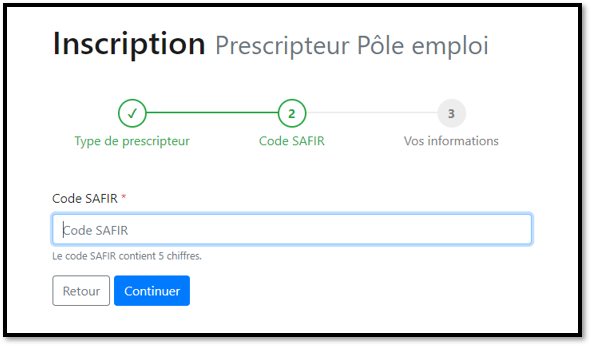 Inscription Prescripteur Pôle emploi
✓ 2 3
Type de prescripteur Code SAFIR Vos informations
Code SAFIR *
Code SAFIR
Le code SAFIR contient 5 chiffres.
Retour Continuer